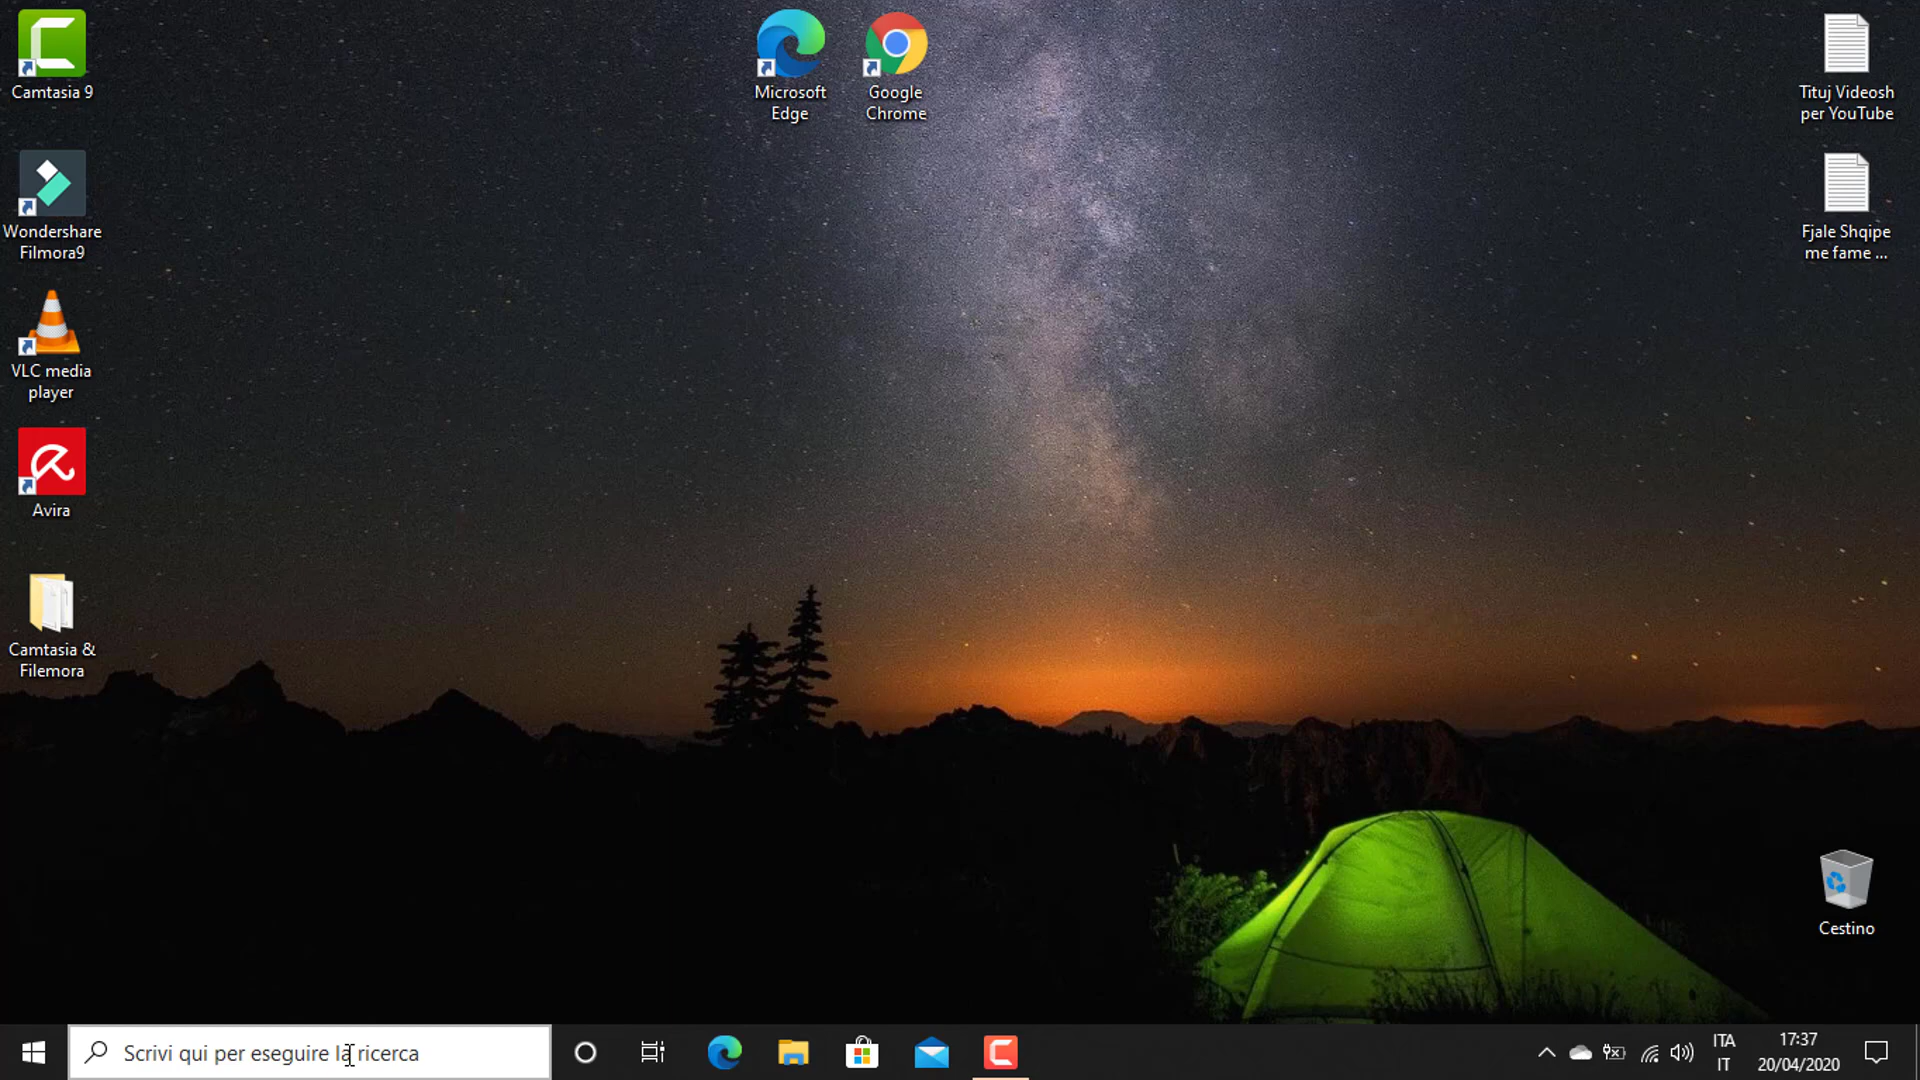 Camtasia 9
Wondershare
Filmora9
VLC media
player
Avira
Camtasia &
Filemora
Microsoft
Edge
Google
Chrome
Tituj Videosh
per YouTube
Fjale Shqipe
me fame ...
Cestino
Scrivi qui per eseguire la ricerca
ITA
IT
17:37
20/04/2020